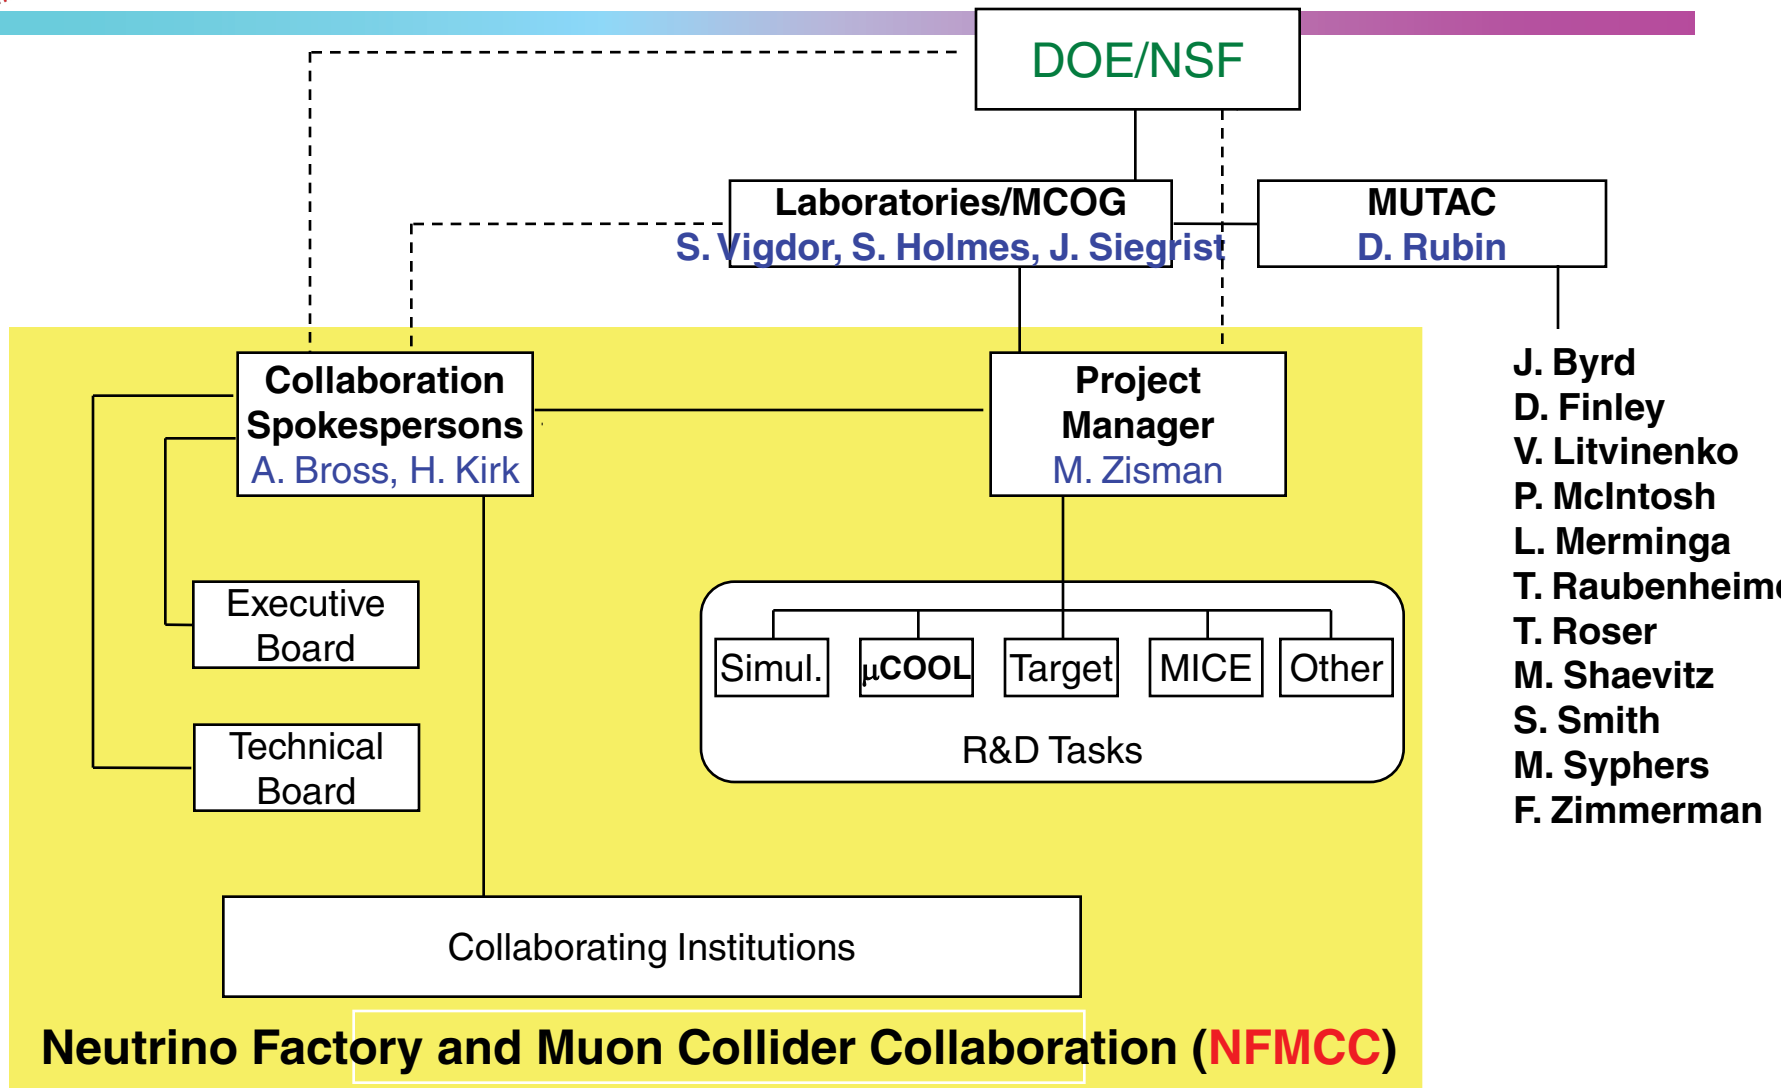 DOE/NSF
Laboratories/MCOG
S. Vigdor, S. Holmes, J. Siegrist
MUTAC
D. Rubin
Collaboration
Spokespersons
A. Bross, H. Kirk
Project
Manager
M. Zisman
J. Byrd
D. Finley
V. Litvinenko
P. McIntosh
L. Merminga
T. Raubenheime
T. Roser
M. Shaevitz
S. Smith
M. Syphers
F. Zimmerman
Executive
Board
Technical
Board
Simul.
μCOOL
Target
MICE
Other
R&D Tasks
Collaborating Institutions
Neutrino Factory and Muon Collider Collaboration (NFMCC)